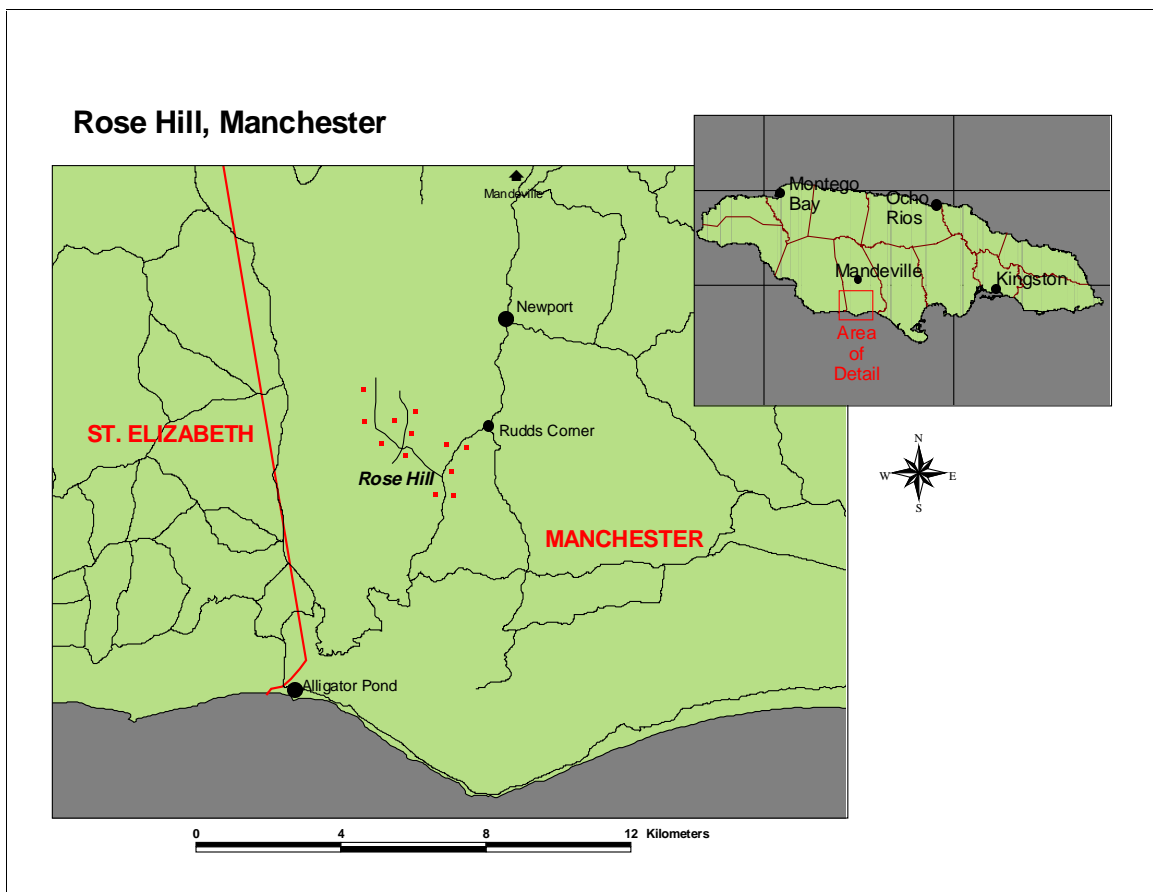 Rose Hill, Manchester
Mandeville
Newport
ST. ELIZABETH
Rudds Corner
Rose Hill
MANCHESTER
Alligator Pond
Montego
Bay
Ocho
Rios
Mandeville
Kingston
Area
of
Detail
N
W
E
S
0 4 8 12 Kilometers